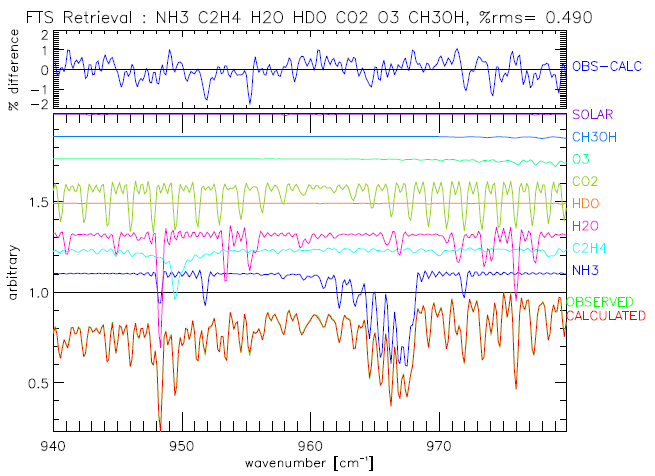 FTS Retrieval : NH3 C2H4 H2O HDO CO2 O3 CH3OH, %rms= 0.490
% difference
2
1
0
-1
-2
OBS-CALC
SOLAR
CH3OH
O3
CO2
HDO
H2O
C2H4
NH3
OBSERVED
CALCULATED
arbitrary
1.5
1.0
0.5
940 950 960 970
wavenumber [cm⁻¹]